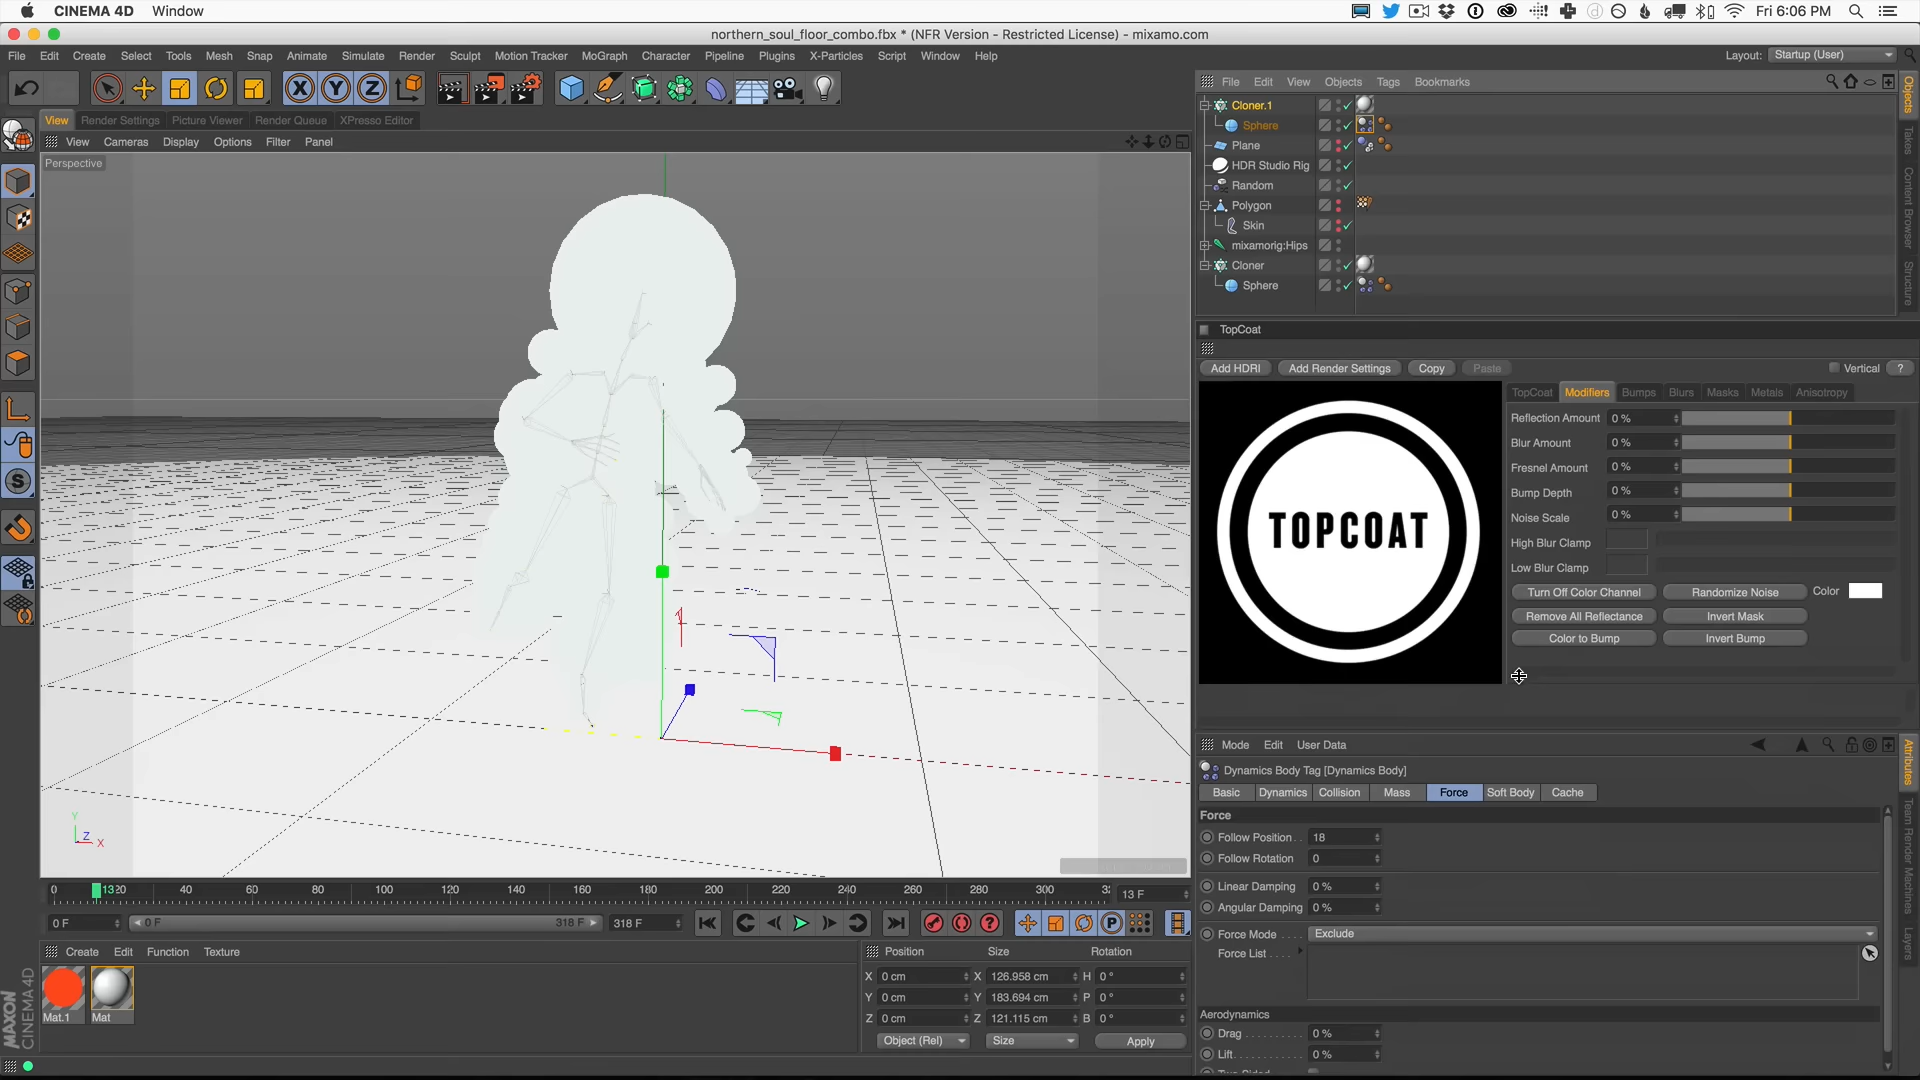 CINEMA 4D Window
Fri 6:06 PM
northern_soul_floor_combo.fbx * (NFR Version - Restricted License) - mixamo.com
File Edit Create Select Tools Mesh Snap Animate Simulate Render Sculpt Motion Tracker MoGraph Character Pipeline Plugins X-Particles Script Window Help
Layout: Startup (User)
X Y Z
File Edit View Objects Tags Bookmarks
View Render Settings Picture Viewer Render Queue XPresso Editor
View Cameras Display Options Filter Panel
Perspective
Cloner.1
Sphere
Plane
HDR Studio Rig
Random
Polygon
Skin
mixamorig:Hips
Cloner
Sphere
Objects
Takes
Content Browser
Structure
TopCoat
Add HDRI Add Render Settings Copy Paste Vertical ?
TopCoat Modifiers Bumps Blurs Masks Metals Anisotropy
TOPCOAT
Reflection Amount 0 %
Blur Amount 0 %
Fresnel Amount 0 %
Bump Depth 0 %
Noise Scale 0 %
High Blur Clamp
Low Blur Clamp
Turn Off Color Channel Randomize Noise Color
Remove All Reflectance Invert Mask
Color to Bump Invert Bump
Mode Edit User Data
Dynamics Body Tag [Dynamics Body]
Basic Dynamics Collision Mass Force Soft Body Cache
Force
Follow Position 18
Follow Rotation 0
Linear Damping 0 %
Angular Damping 0 %
Force Mode Exclude
Force List
Aerodynamics
Drag 0 %
Lift 0 %
Attributes
Team Render Machines
Layers
Y
Z
X
0 13 20 40 60 80 100 120 140 160 180 200 220 240 260 280 300 13 F
0 F 0 F 318 F 318 F
Create Edit Function Texture
Mat.1 Mat
Position Size Rotation
X 0 cm X 126.958 cm H 0 °
Y 0 cm Y 183.694 cm P 0 °
Z 0 cm Z 121.115 cm B 0 °
Object (Rel) Size Apply
MAXON
CINEMA 4D